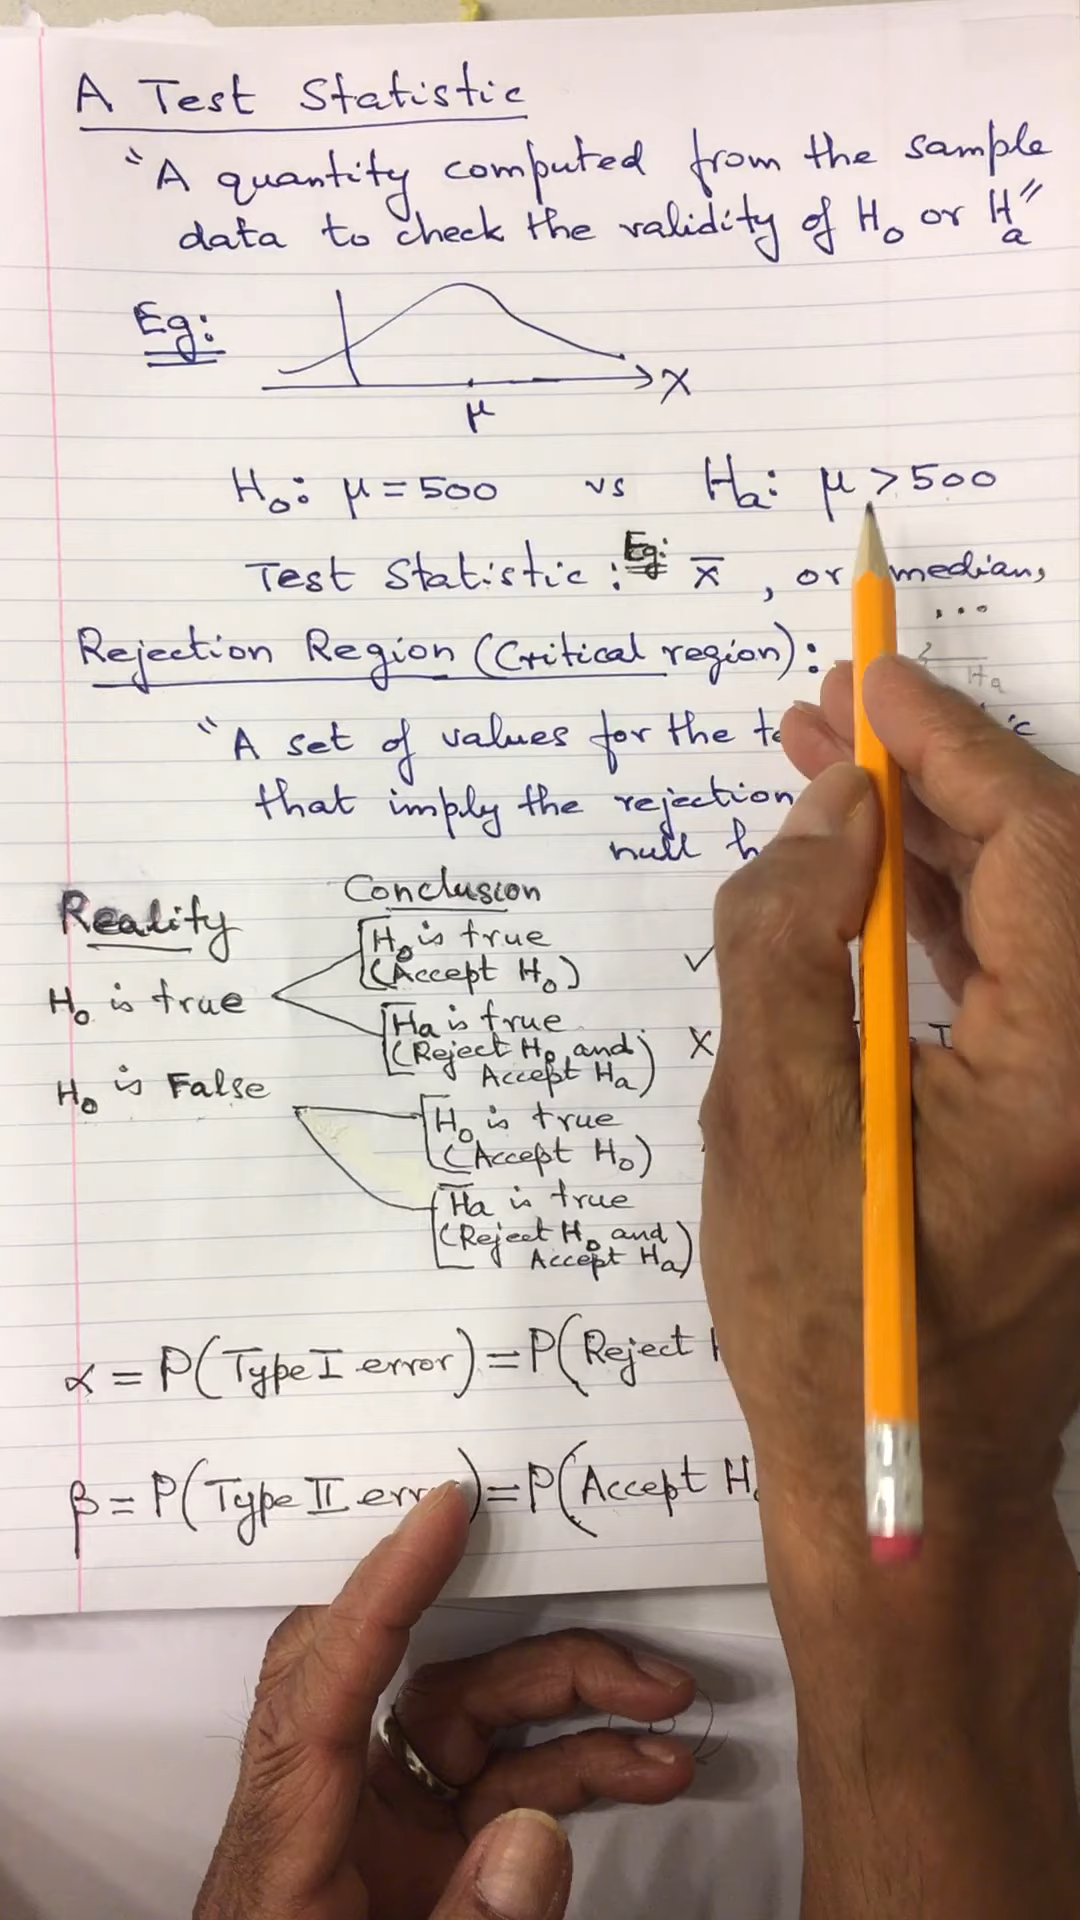 A Test Statistic
"A quantity computed from the sample
data to check the validity of H₀ or Hₐ"
Eg:
X
μ
H₀: μ = 500 vs Hₐ: μ > 500
Test Statistic : Eg: x̄ , or median,
...
Rejection Region (Critical region):
Hₐ
"A set of values for the
that imply the rejection
null
Reality Conclusion
H₀ is true
(Accept H₀) ✓
H₀ is true
Ha is true
(Reject H₀ and X
Accept Ha)
H₀ is False
H₀ is true
(Accept H₀)
Ha is true
(Reject H₀ and
Accept Ha)
α = P(Type I error) = P(Reject
β = P(Type II error) = P(Accept H₀